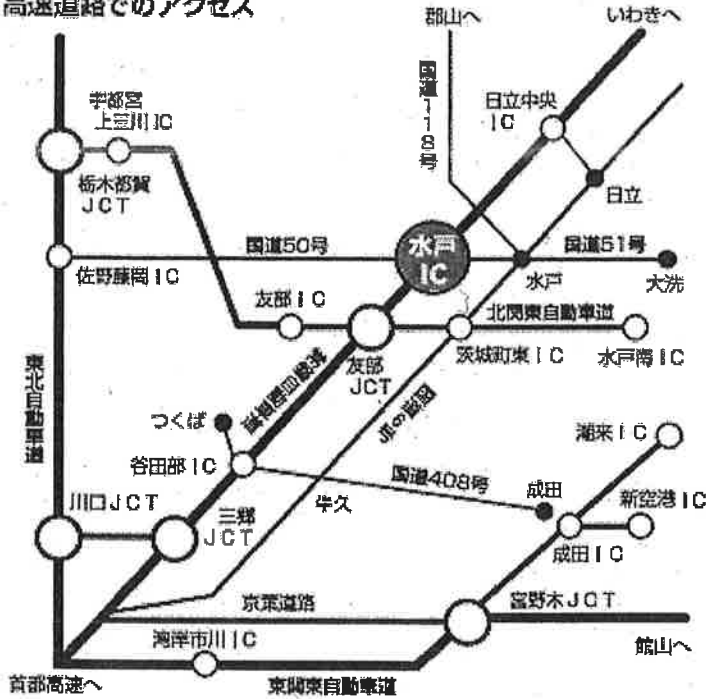 高速道路でのアクセス
郡山へ
いわきへ
国道118号
宇都宮
上三川IC
日立中央
IC
栃木都賀
JCT
日立
国道50号
水戸
IC
国道51号
佐野藤岡IC
水戸
大洗
友部IC
北関東自動車道
友部
JCT
茨城町東IC
水戸南IC
東北自動車道
常磐自動車道
国道6号
つくば
潮来IC
谷田部IC
国道408号
成田
新空港IC
牛久
川口JCT
三郷
JCT
成田IC
京葉道路
宮野木JCT
湾岸市川IC
館山へ
首都高速へ
東関東自動車道